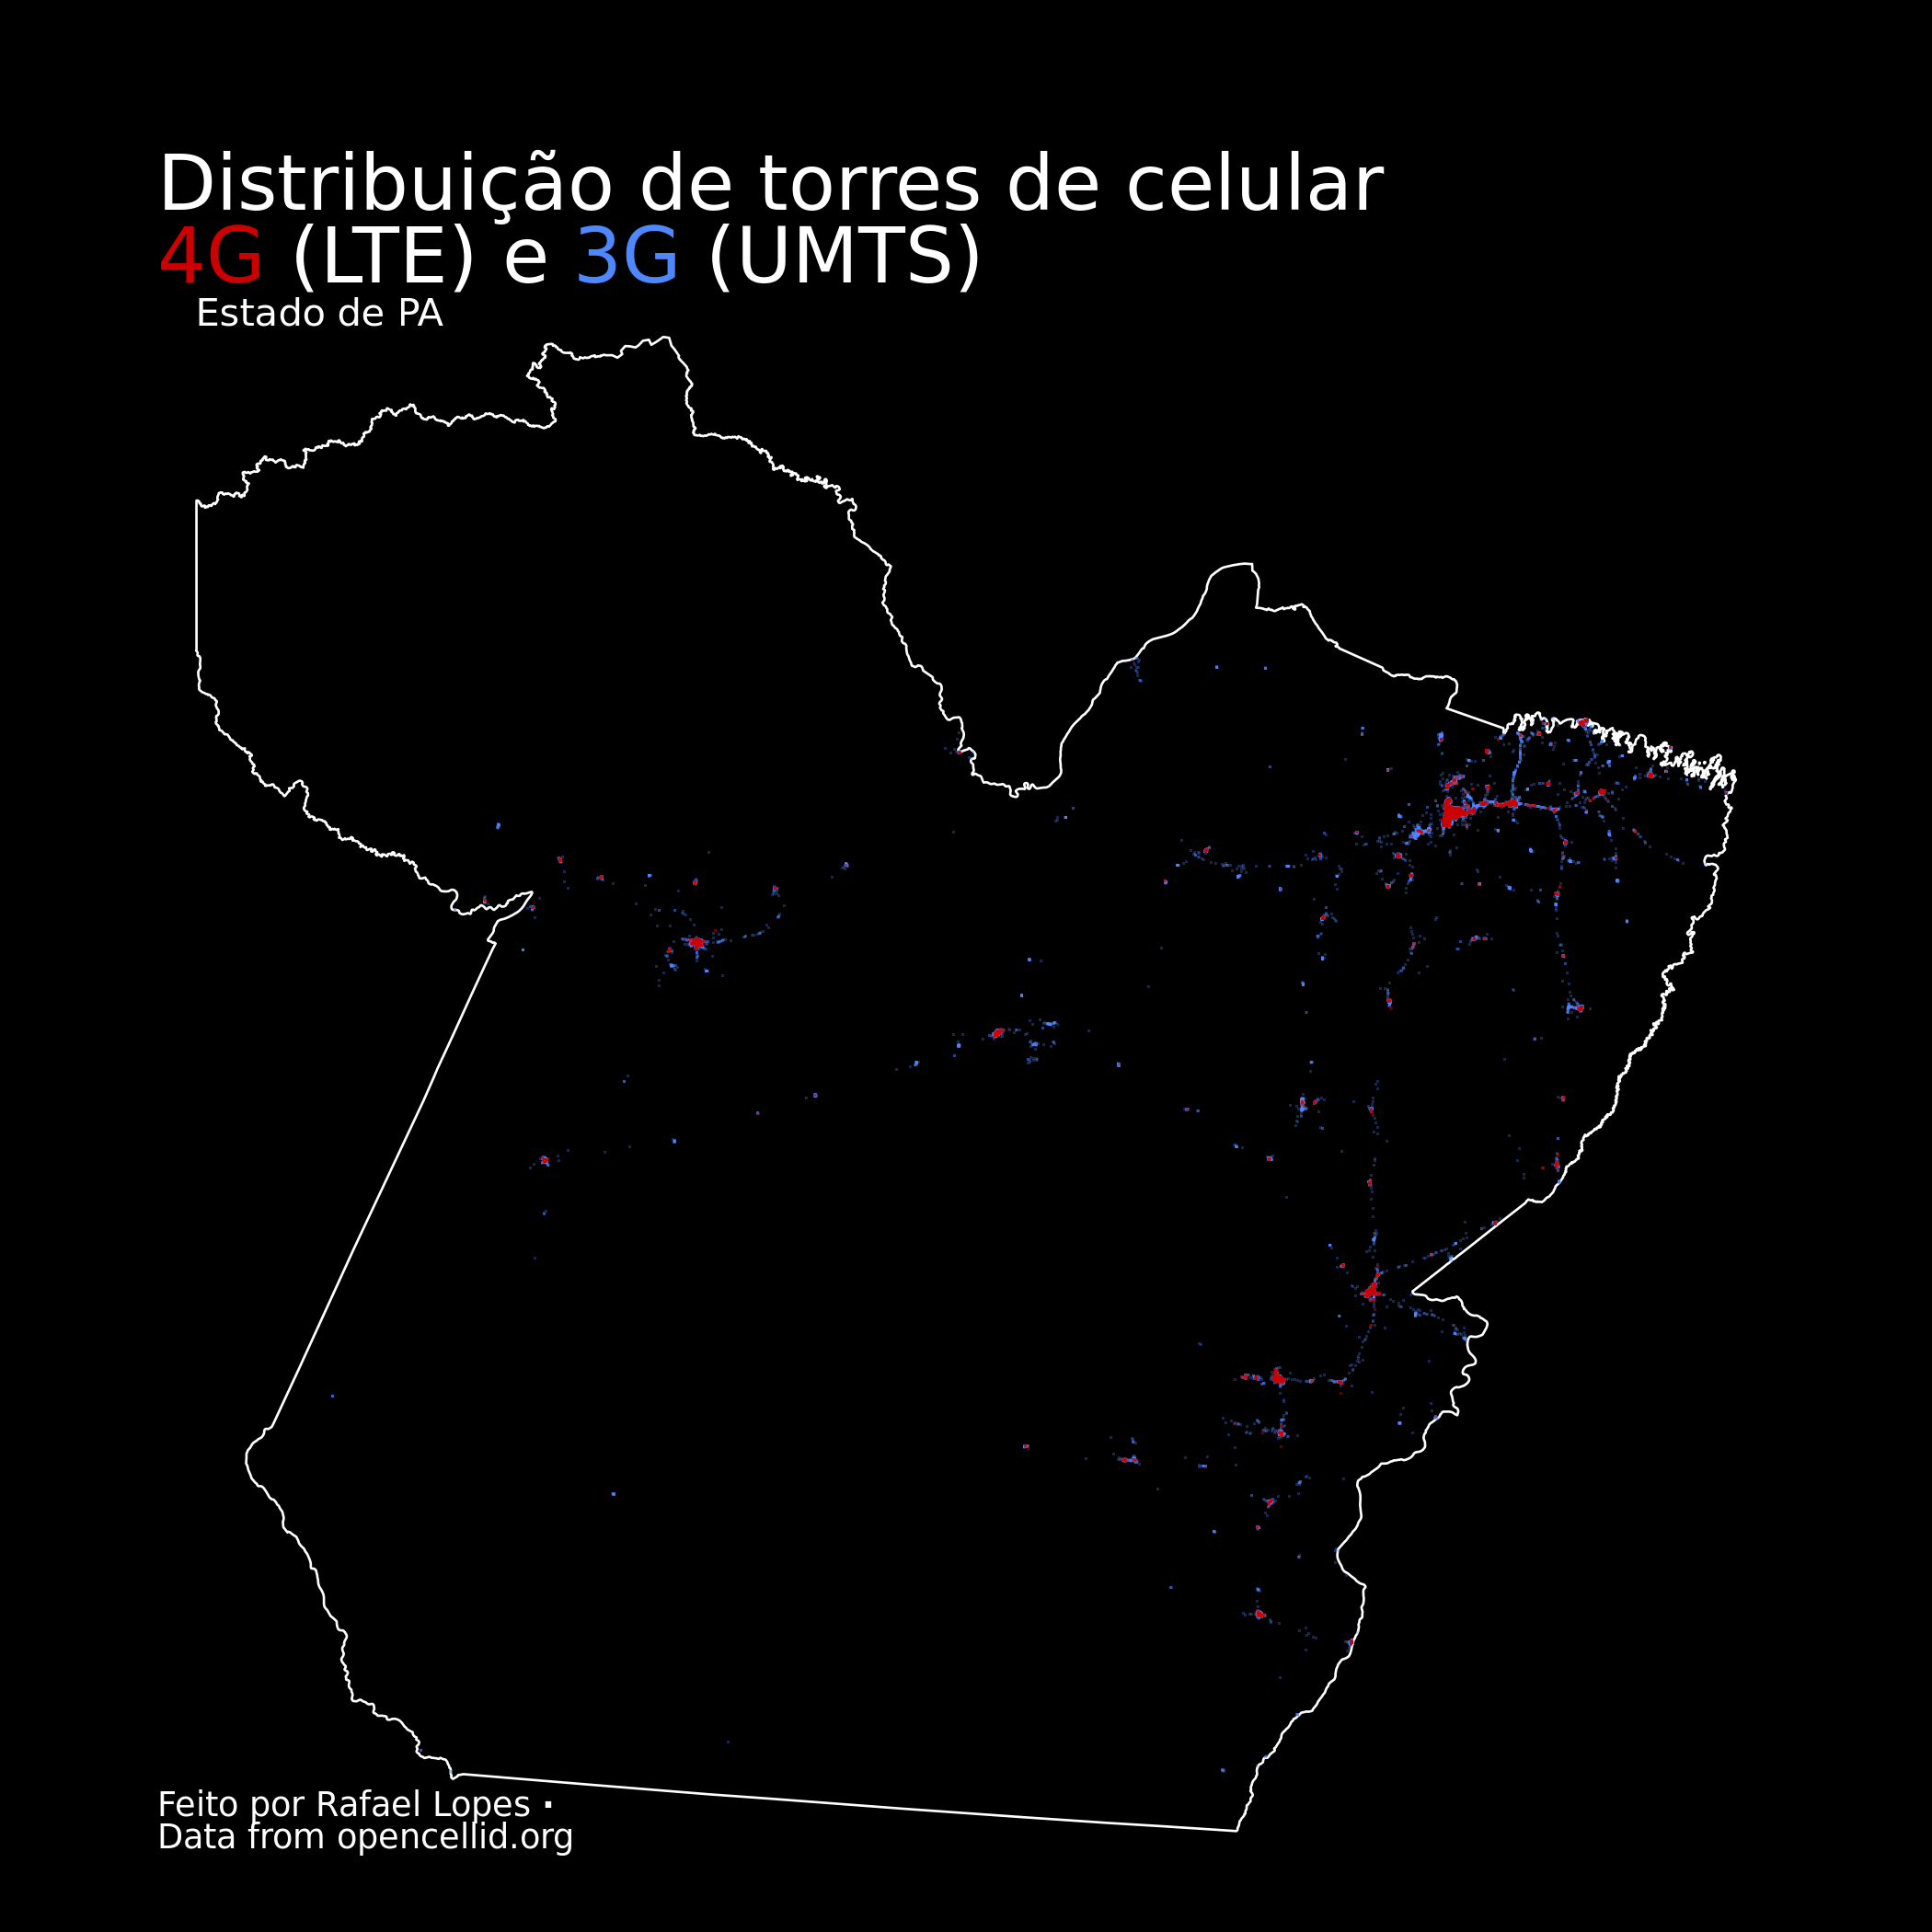 Distribuição de torres de celular
4G (LTE) e 3G (UMTS)
Estado de PA
Feito por Rafael Lopes ·
Data from opencellid.org